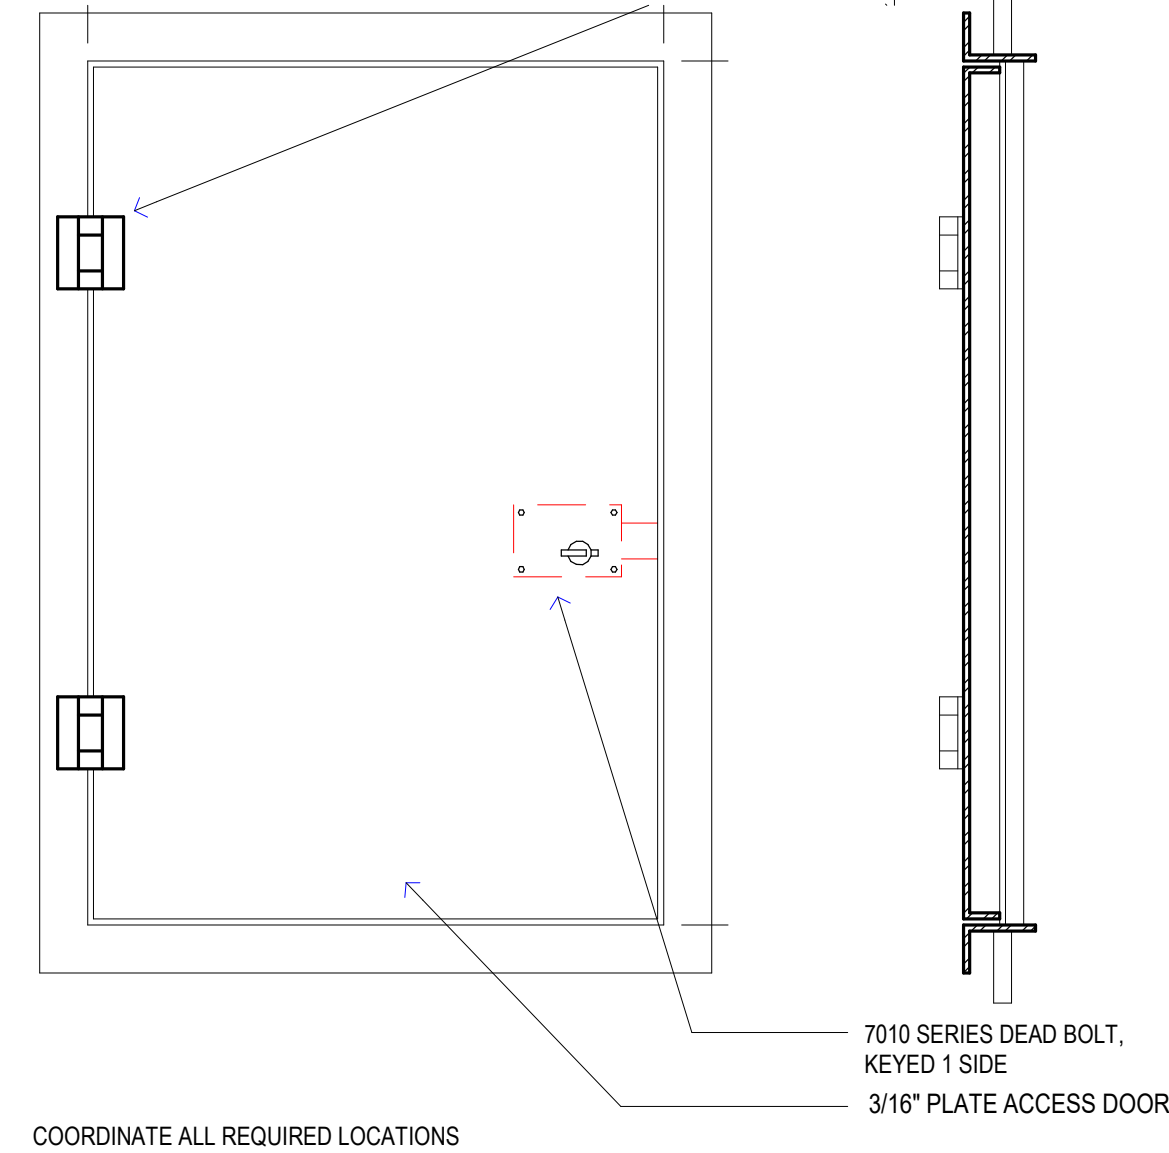 7010 SERIES DEAD BOLT,
KEYED 1 SIDE
3/16" PLATE ACCESS DOOR
COORDINATE ALL REQUIRED LOCATIONS